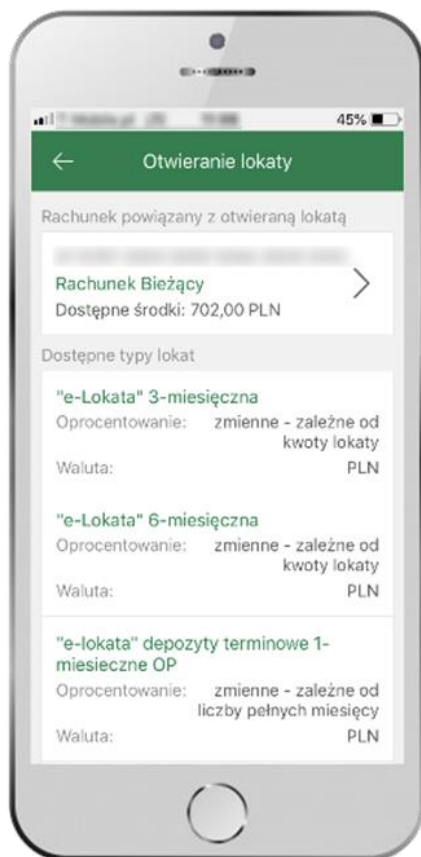 45%
Otwieranie lokaty
Rachunek powiązany z otwieraną lokatą
Rachunek Bieżący
Dostępne środki: 702,00 PLN
Dostępne typy lokat
"e-Lokata" 3-miesięczna
Oprocentowanie: zmienne - zależne od
kwoty lokaty
Waluta: PLN
"e-Lokata" 6-miesięczna
Oprocentowanie: zmienne - zależne od
kwoty lokaty
Waluta: PLN
"e-lokata" depozyty terminowe 1-
miesieczne OP
Oprocentowanie: zmienne - zależne od
liczby pełnych miesięcy
Waluta: PLN